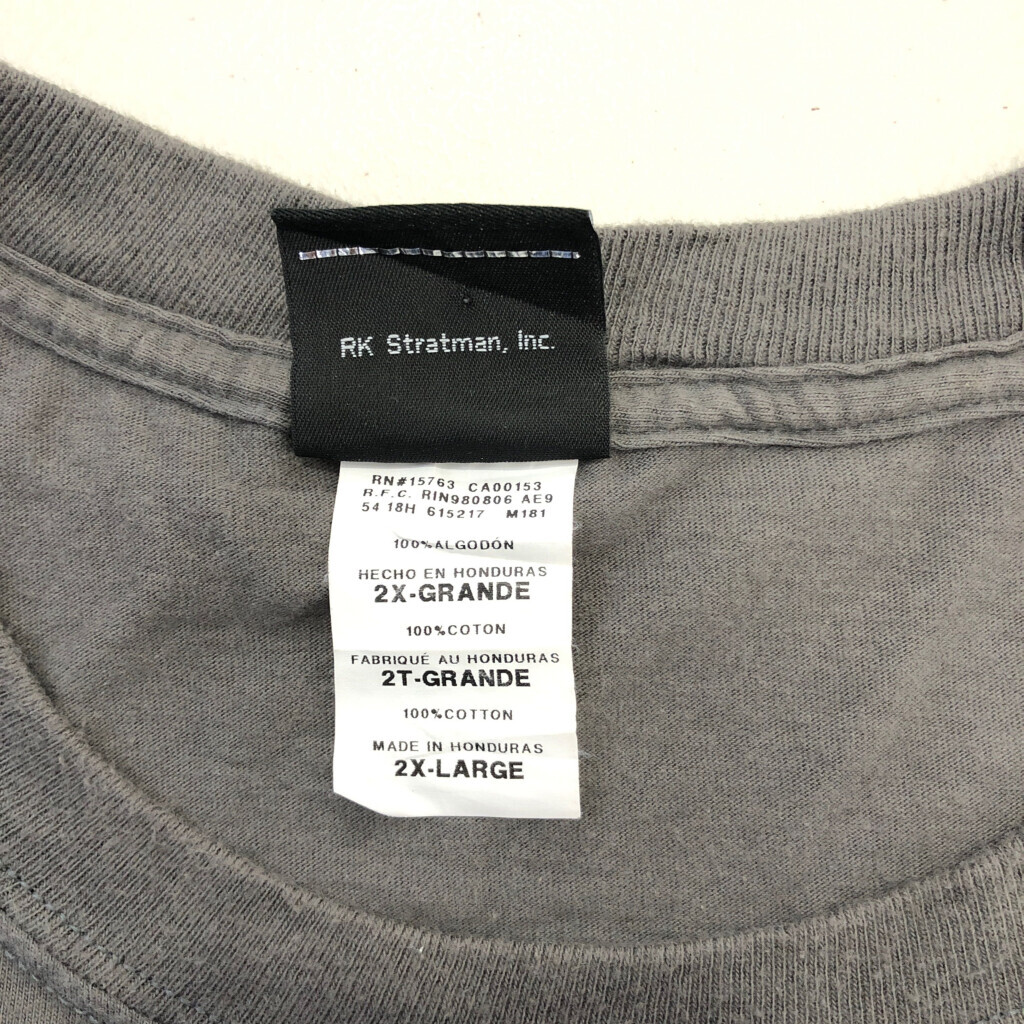 RK Stratman, Inc.
RN#15763 CA00153
R.F.C. RIN980806 AE9
54 18H 615217 M181
100%ALGODÓN
HECHO EN HONDURAS
2X-GRANDE
100%COTON
FABRIQUÉ AU HONDURAS
2T-GRANDE
100%COTTON
MADE IN HONDURAS
2X-LARGE